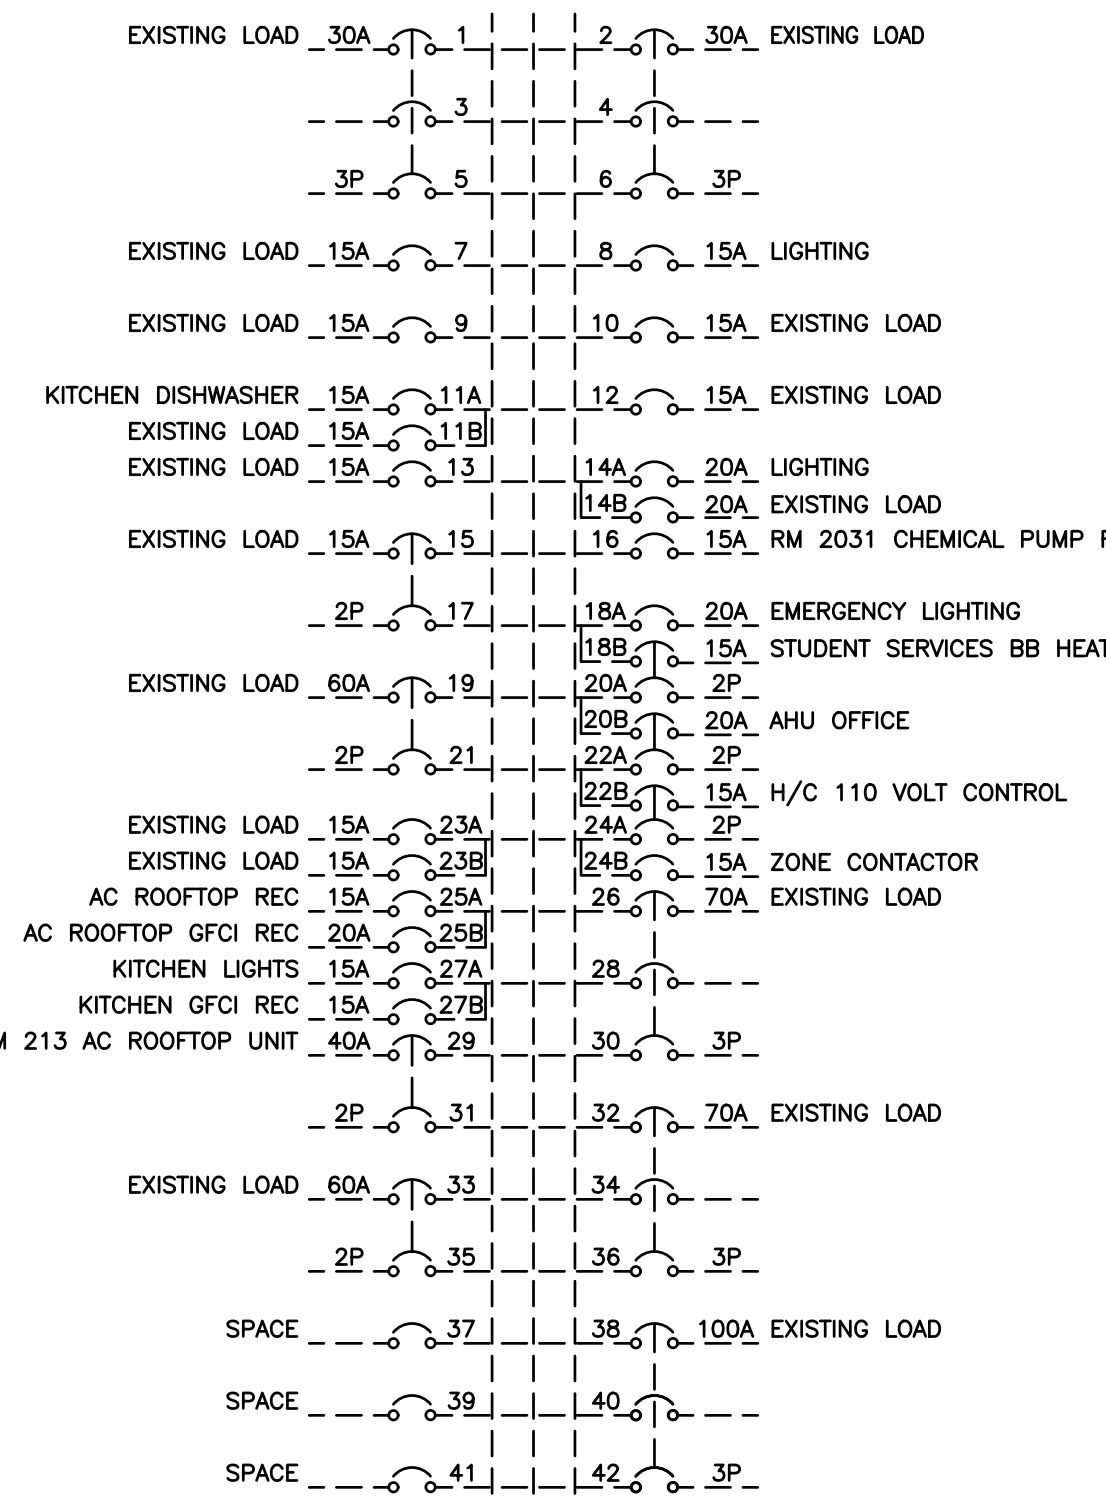 EXISTING LOAD 30A 1 2 30A EXISTING LOAD
3 4
3P 5 6 3P
EXISTING LOAD 15A 7 8 15A LIGHTING
EXISTING LOAD 15A 9 10 15A EXISTING LOAD
KITCHEN DISHWASHER 15A 11A 12 15A EXISTING LOAD
EXISTING LOAD 15A 11B
EXISTING LOAD 15A 13 14A 20A LIGHTING
14B 20A EXISTING LOAD
EXISTING LOAD 15A 15 16 15A RM 2031 CHEMICAL PUMP
2P 17 18A 20A EMERGENCY LIGHTING
18B 15A STUDENT SERVICES BB HEAT
EXISTING LOAD 60A 19 20A 2P
20B 20A AHU OFFICE
2P 21 22A 2P
22B 15A H/C 110 VOLT CONTROL
EXISTING LOAD 15A 23A 24A 2P
EXISTING LOAD 15A 23B 24B 15A ZONE CONTACTOR
AC ROOFTOP REC 15A 25A 26 70A EXISTING LOAD
AC ROOFTOP GFCI REC 20A 25B
KITCHEN LIGHTS 15A 27A 28
KITCHEN GFCI REC 15A 27B
213 AC ROOFTOP UNIT 40A 29 30 3P
2P 31 32 70A EXISTING LOAD
EXISTING LOAD 60A 33 34
2P 35 36 3P
SPACE 37 38 100A EXISTING LOAD
SPACE 39 40
SPACE 41 42 3P